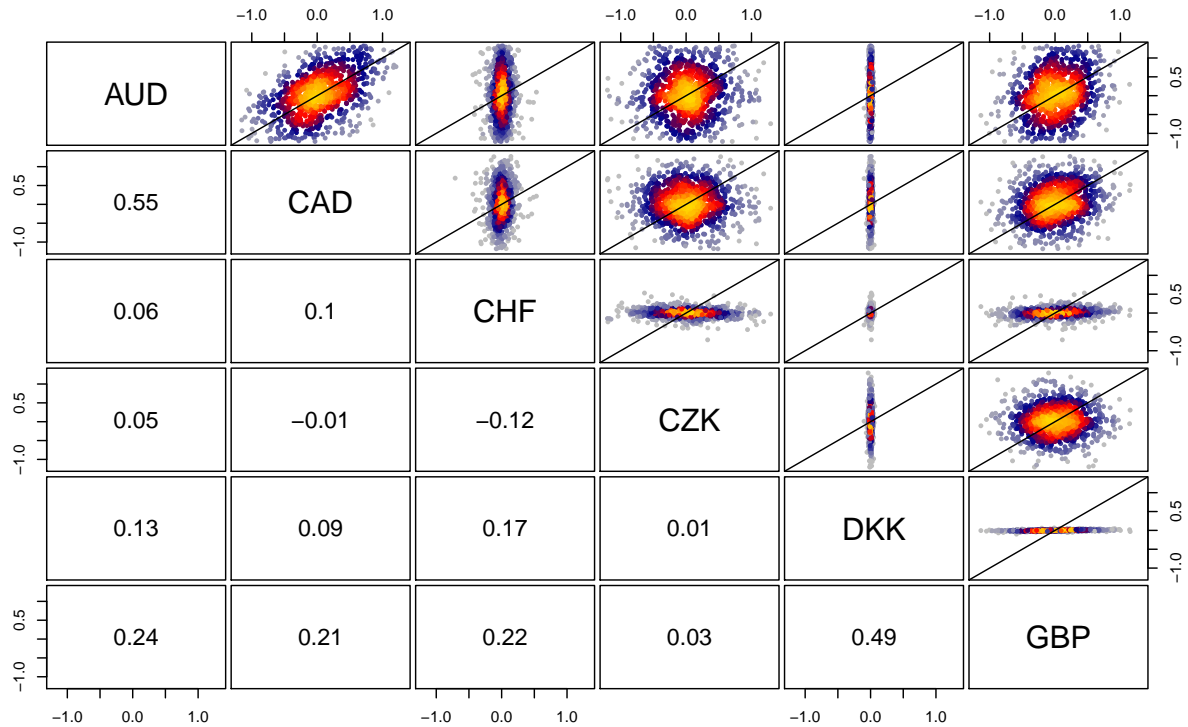 −1.0 0.0 1.0 −1.0 0.0 1.0 −1.0 0.0 1.0
AUD −1.0 0.5
−1.0 0.5 0.55 CAD
0.06 0.1 CHF −1.0 0.5
−1.0 0.5 0.05 −0.01 −0.12 CZK
0.13 0.09 0.17 0.01 DKK −1.0 0.5
−1.0 0.5 0.24 0.21 0.22 0.03 0.49 GBP
−1.0 0.0 1.0 −1.0 0.0 1.0 −1.0 0.0 1.0